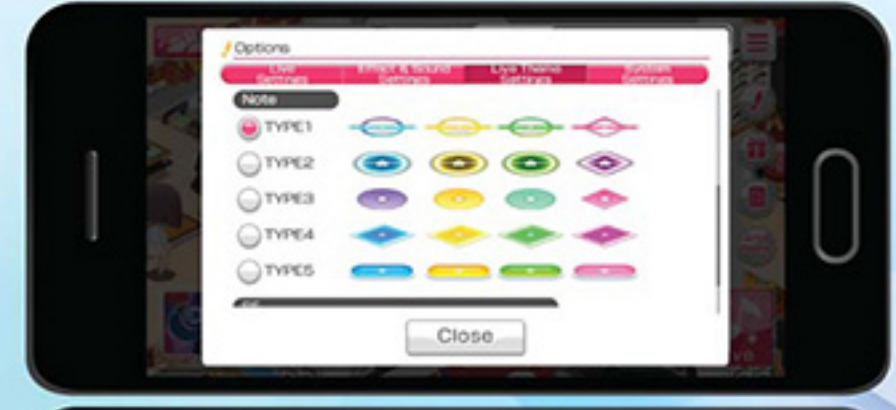 Options
Live Settings
Effect & Sound Settings
Live Theme Settings
System Settings
Note
TYPE1
TYPE2
TYPE3
TYPE4
TYPE5
Close